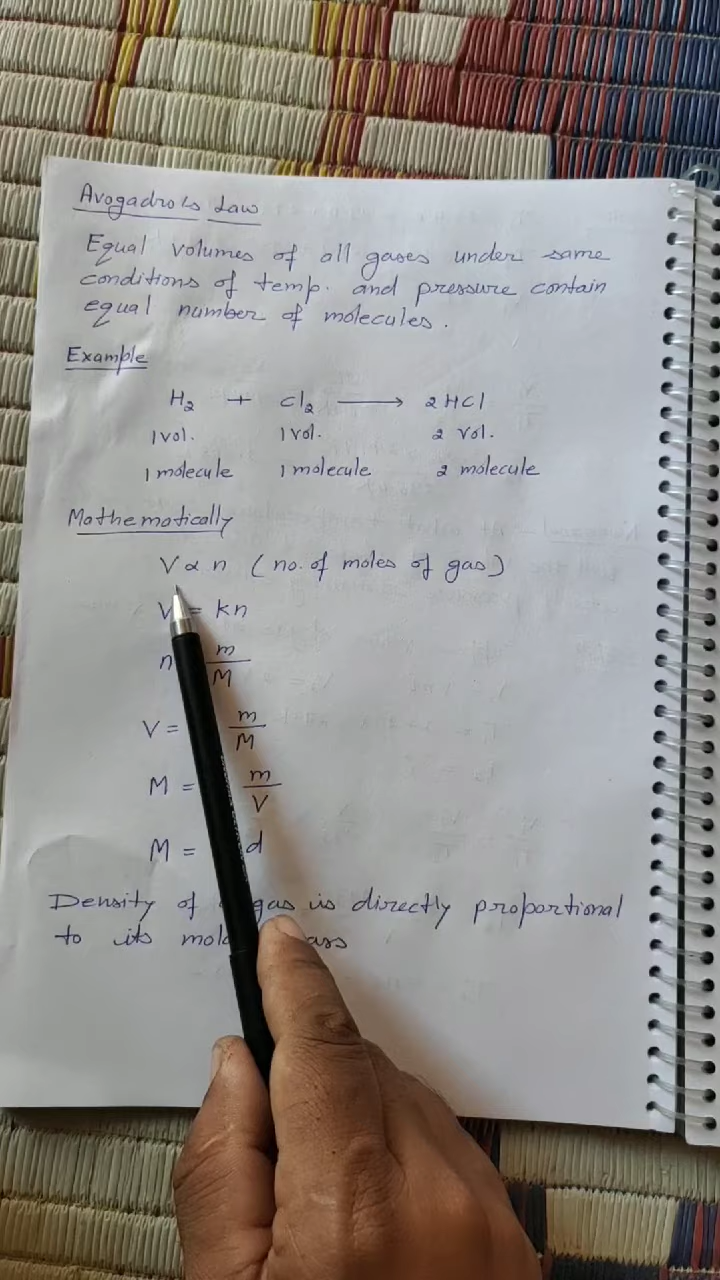 Avogadro's Law
Equal volumes of all gases under same
conditions of temp. and pressure contain
equal number of molecules.
Example
H₂ + Cl₂ ⟶ 2HCl
1 vol. 1 vol. 2 vol.
1 molecule 1 molecule 2 molecule
Mathematically
V ∝ n (no. of moles of gas)
V = kn
n m/M
V = m/M
M = m/V
M = d
Density of gas is directly proportional
to its